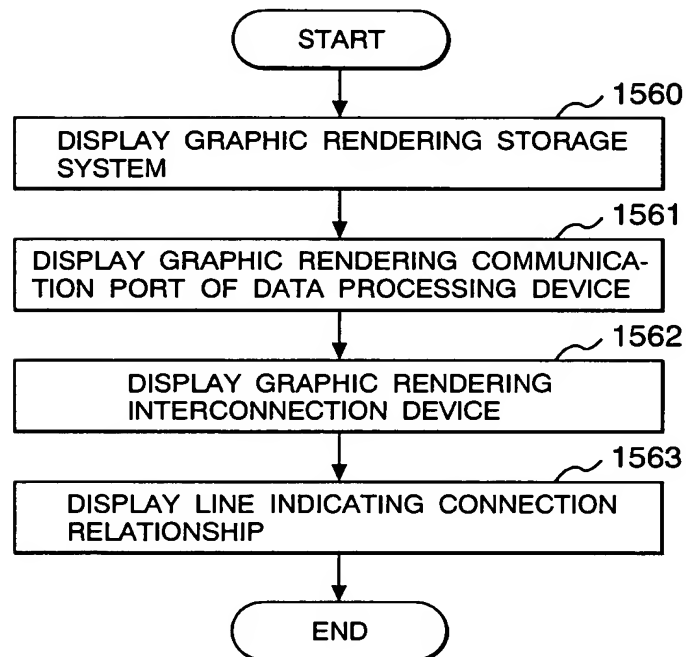 START
1560
DISPLAY GRAPHIC RENDERING STORAGE
SYSTEM
1561
DISPLAY GRAPHIC RENDERING COMMUNICA-
TION PORT OF DATA PROCESSING DEVICE
1562
DISPLAY GRAPHIC RENDERING
INTERCONNECTION DEVICE
1563
DISPLAY LINE INDICATING CONNECTION
RELATIONSHIP
END